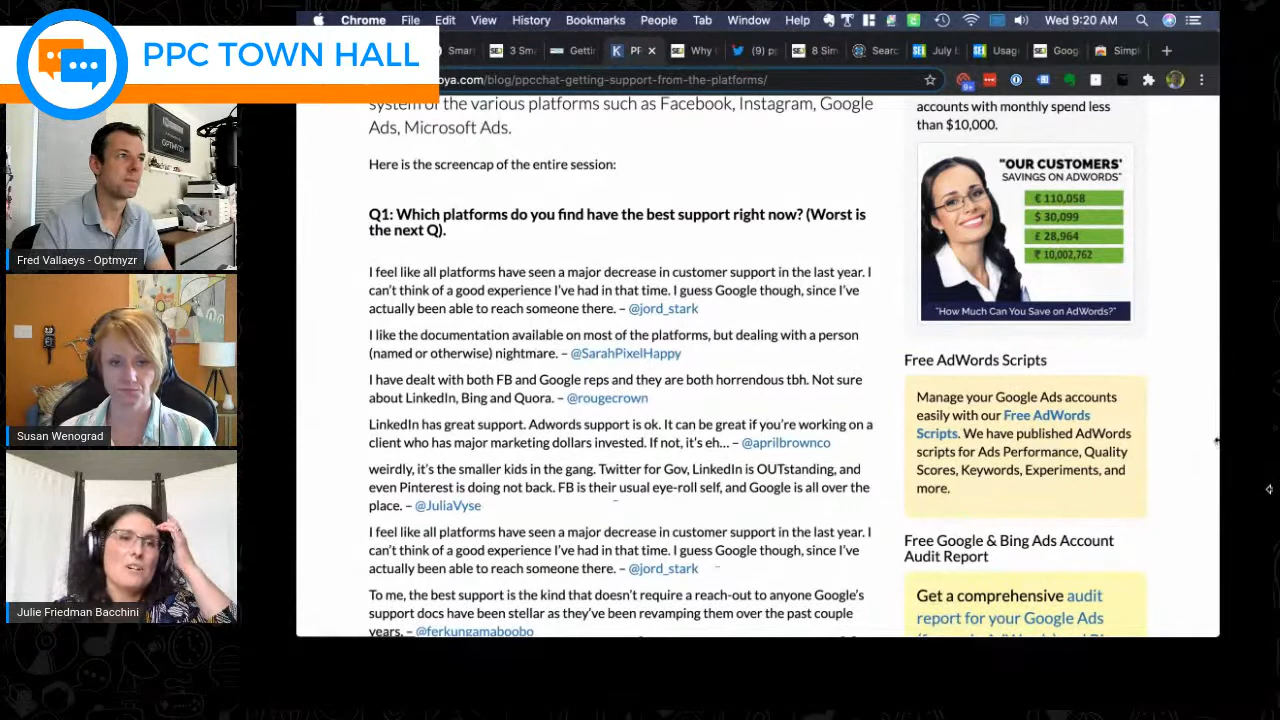 PPC TOWN HALL
Chrome File Edit View History Bookmarks People Tab Window Help Wed 9:20 AM
Smar 3 Sm Getti PF Why (9) pp 8 Sim Searc July I Usag Goog Simpl
oya.com/blog/ppcchat-getting-support-from-the-platforms/
system of the various platforms such as Facebook, Instagram, Google
Ads, Microsoft Ads.
Here is the screencap of the entire session:
Q1: Which platforms do you find have the best support right now? (Worst is
the next Q).
I feel like all platforms have seen a major decrease in customer support in the last year. I
can't think of a good experience I've had in that time. I guess Google though, since I've
actually been able to reach someone there. – @jord_stark
I like the documentation available on most of the platforms, but dealing with a person
(named or otherwise) nightmare. – @SarahPixelHappy
I have dealt with both FB and Google reps and they are both horrendous tbh. Not sure
about LinkedIn, Bing and Quora. – @rougecrown
LinkedIn has great support. Adwords support is ok. It can be great if you're working on a
client who has major marketing dollars invested. If not, it's eh... – @aprilbrownco
weirdly, it's the smaller kids in the gang. Twitter for Gov, LinkedIn is OUTstanding, and
even Pinterest is doing not back. FB is their usual eye-roll self, and Google is all over the
place. – @JuliaVyse
I feel like all platforms have seen a major decrease in customer support in the last year. I
can't think of a good experience I've had in that time. I guess Google though, since I've
actually been able to reach someone there. – @jord_stark
To me, the best support is the kind that doesn't require a reach-out to anyone Google's
support docs have been stellar as they've been revamping them over the past couple
years. – @ferkungamaboobo
accounts with monthly spend less
than $10,000.
"OUR CUSTOMERS'
SAVINGS ON ADWORDS"
€ 110,058
$ 30,099
£ 28,964
₹ 10,002,762
"How Much Can You Save on AdWords?"
Free AdWords Scripts
Manage your Google Ads accounts
easily with our Free AdWords
Scripts. We have published AdWords
scripts for Ads Performance, Quality
Scores, Keywords, Experiments, and
more.
Free Google & Bing Ads Account
Audit Report
Get a comprehensive audit
report for your Google Ads
OPTMYZR
Fred Vallaeys - Optmyzr
Susan Wenograd
Julie Friedman Bacchini